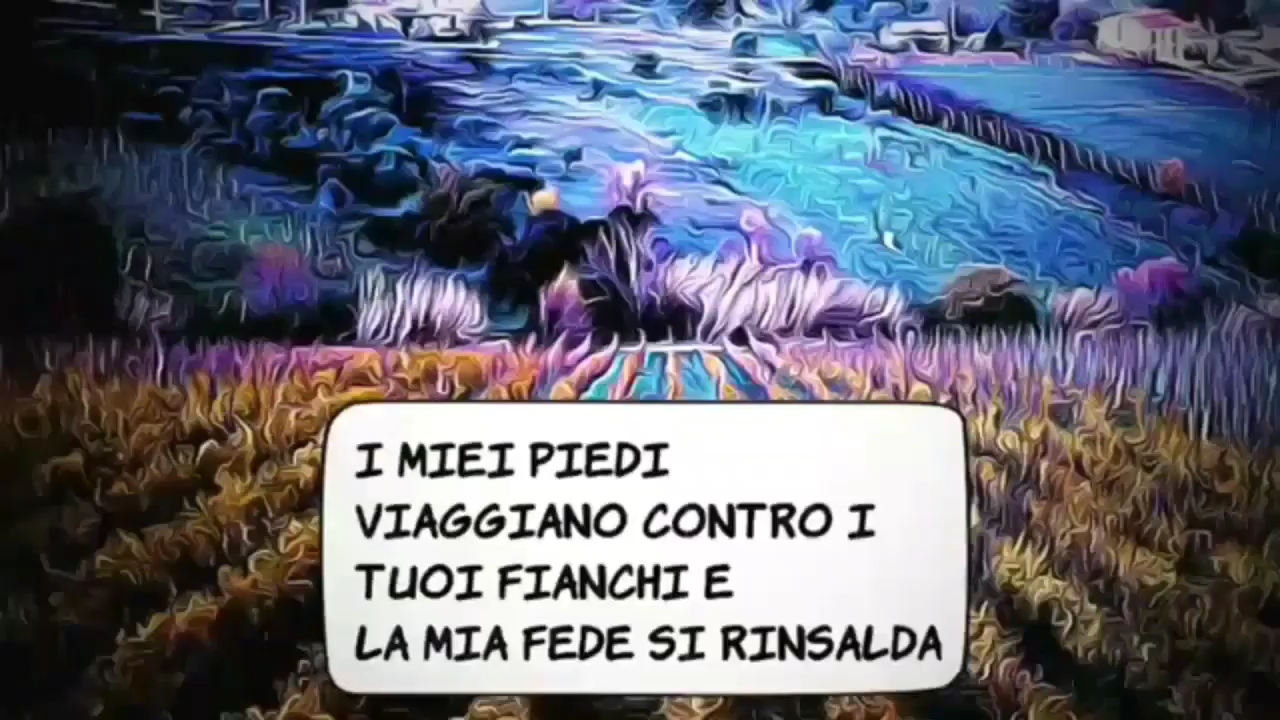 I MIEI PIEDI
VIAGGIANO CONTRO I
TUOI FIANCHI E
LA MIA FEDE SI RINSALDA